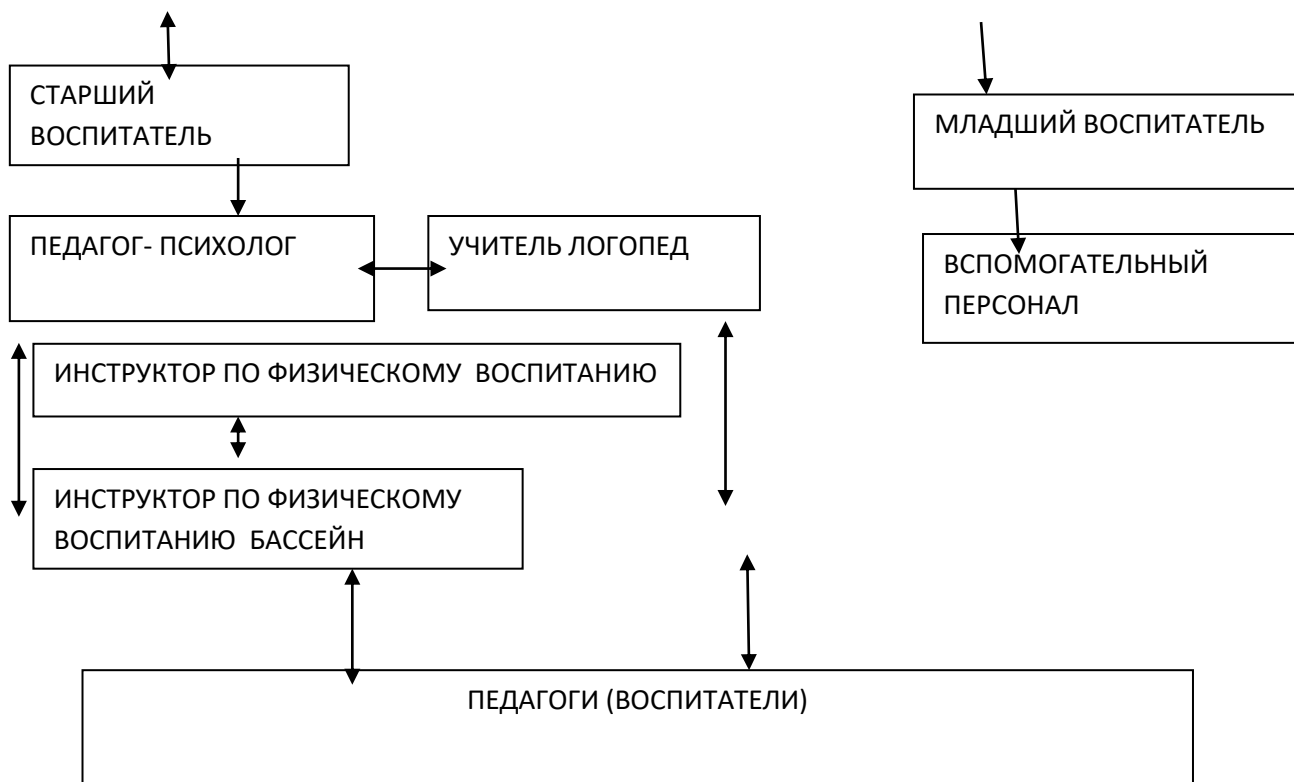 СТАРШИЙ
ВОСПИТАТЕЛЬ
МЛАДШИЙ ВОСПИТАТЕЛЬ
ПЕДАГОГ- ПСИХОЛОГ
УЧИТЕЛЬ ЛОГОПЕД
ВСПОМОГАТЕЛЬНЫЙ
ПЕРСОНАЛ
ИНСТРУКТОР ПО ФИЗИЧЕСКОМУ ВОСПИТАНИЮ
ИНСТРУКТОР ПО ФИЗИЧЕСКОМУ
ВОСПИТАНИЮ БАССЕЙН
ПЕДАГОГИ (ВОСПИТАТЕЛИ)